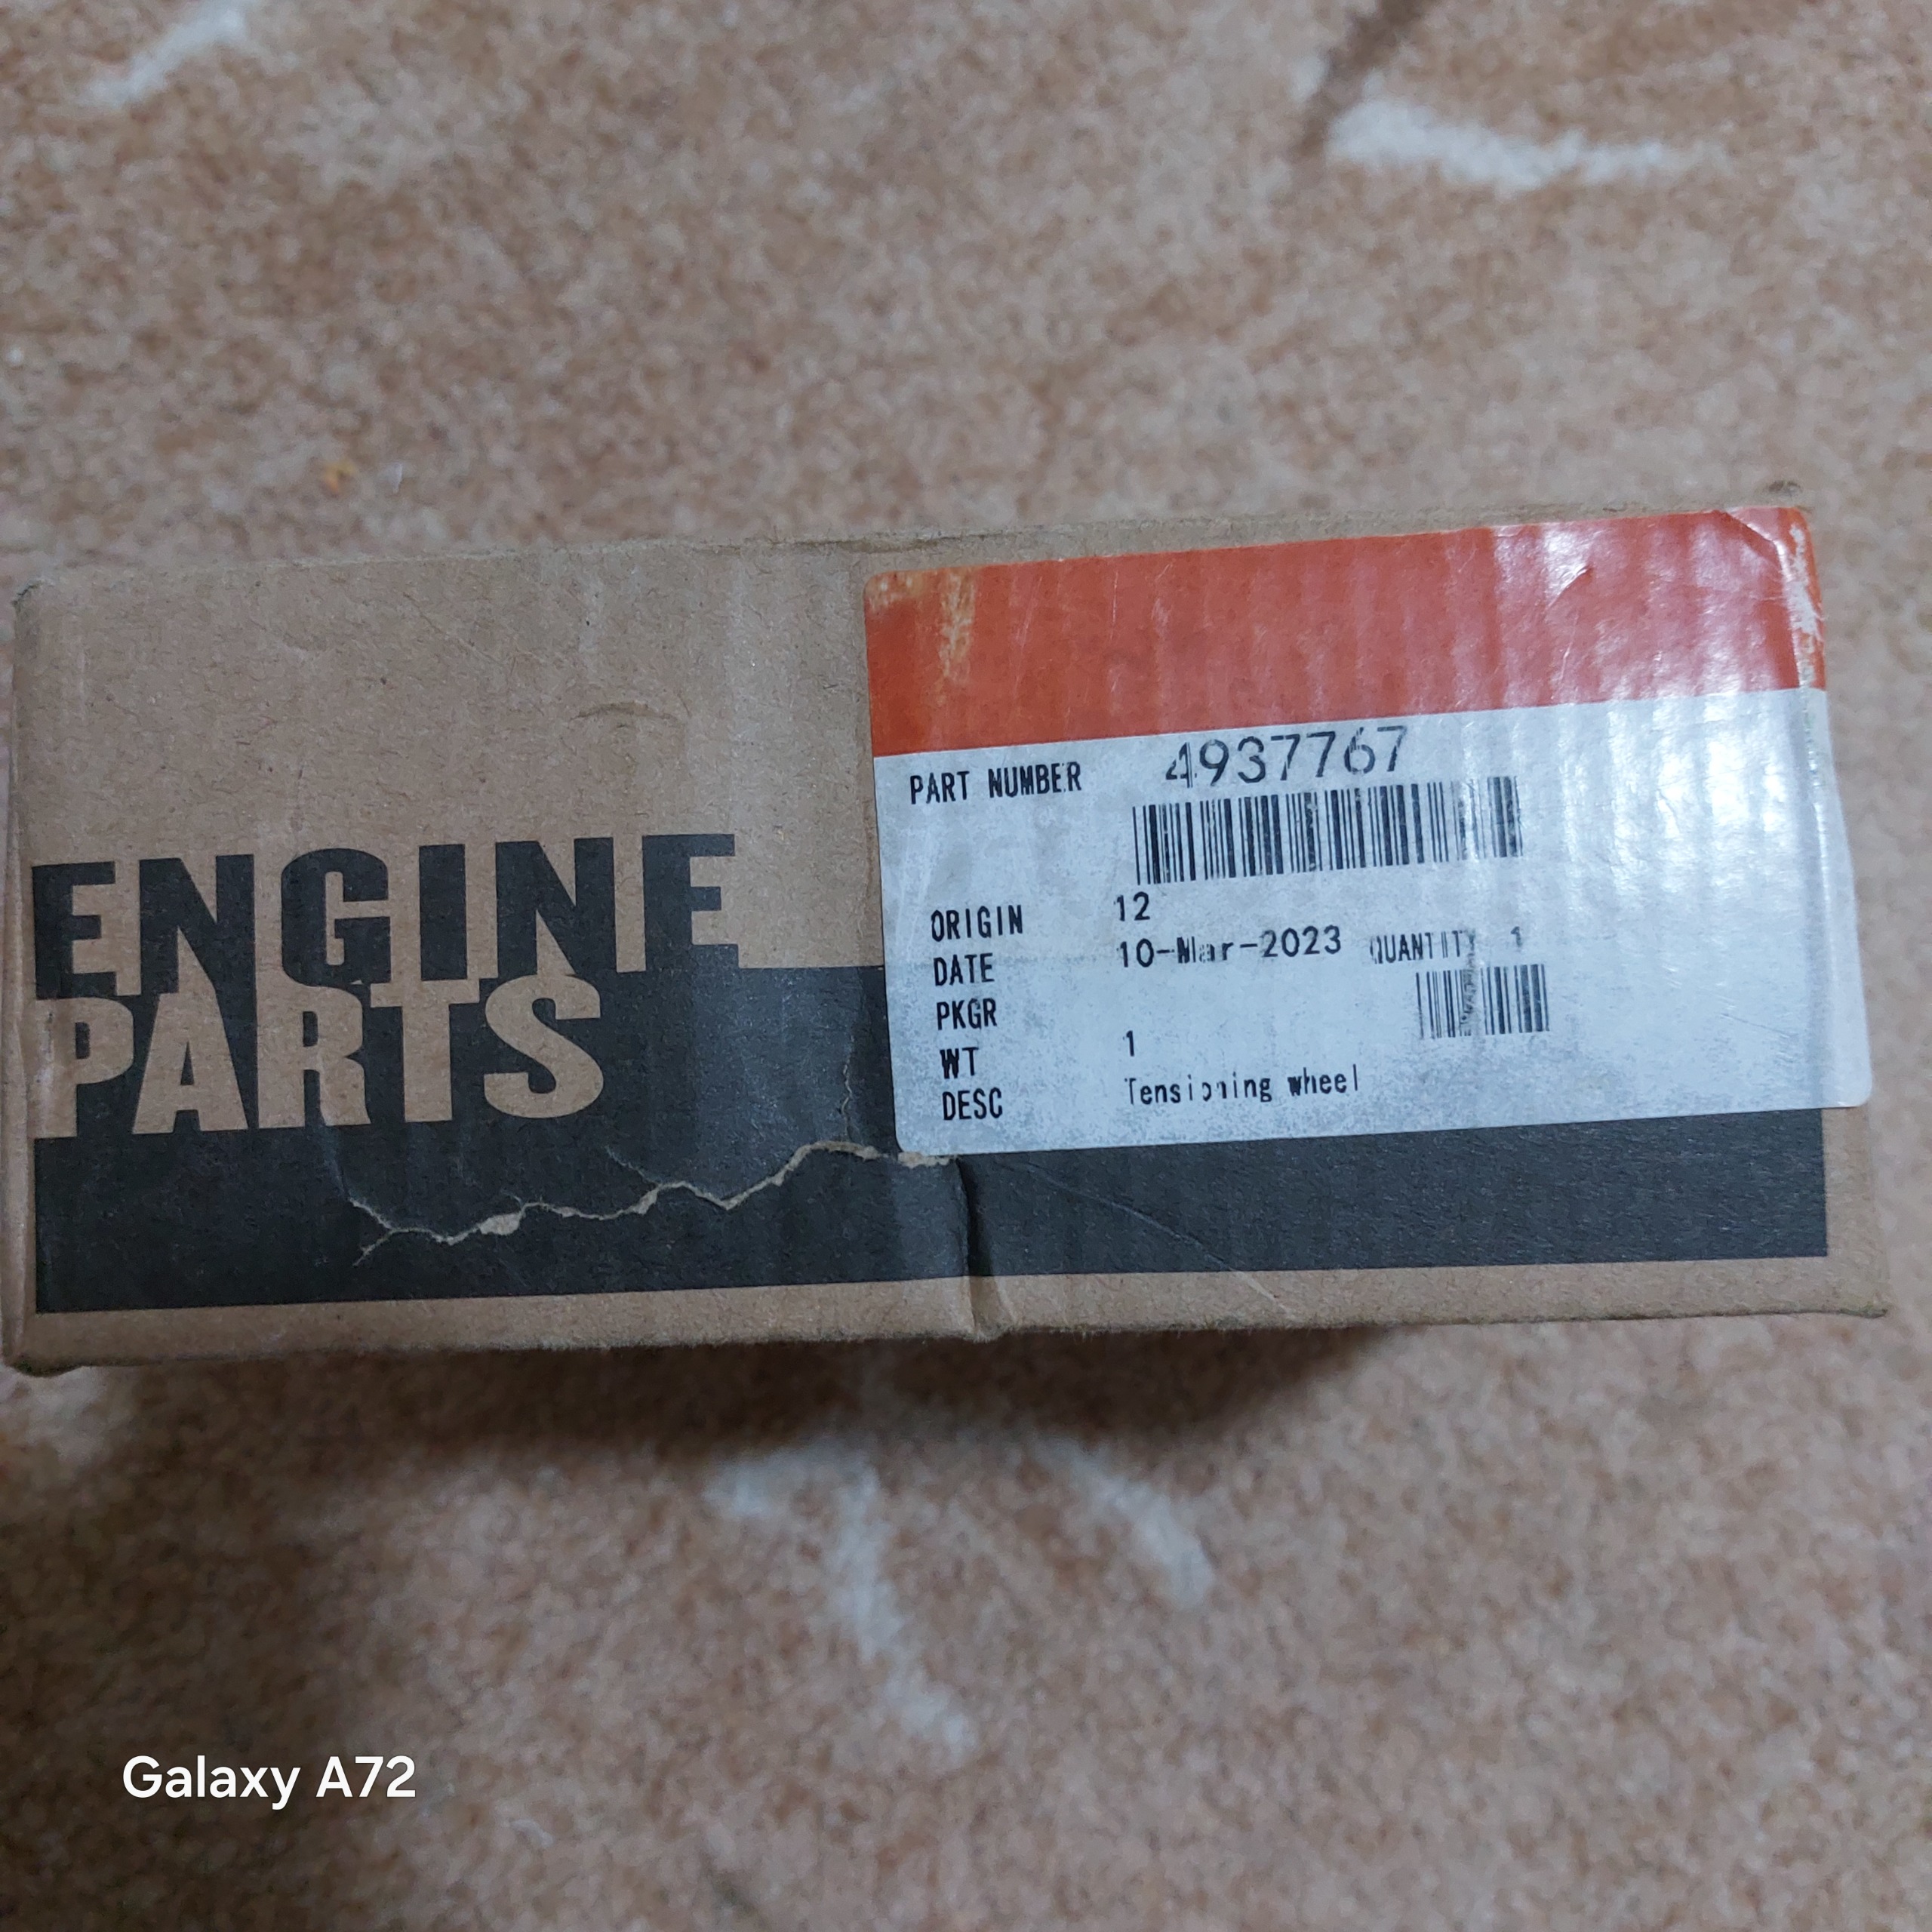 ENGINE
PARTS
PART NUMBER 4937767
ORIGIN 12
DATE 10-Mar-2023 QUANTITY 1
PKGR
WT 1
DESC Tensioning wheel
Galaxy A72